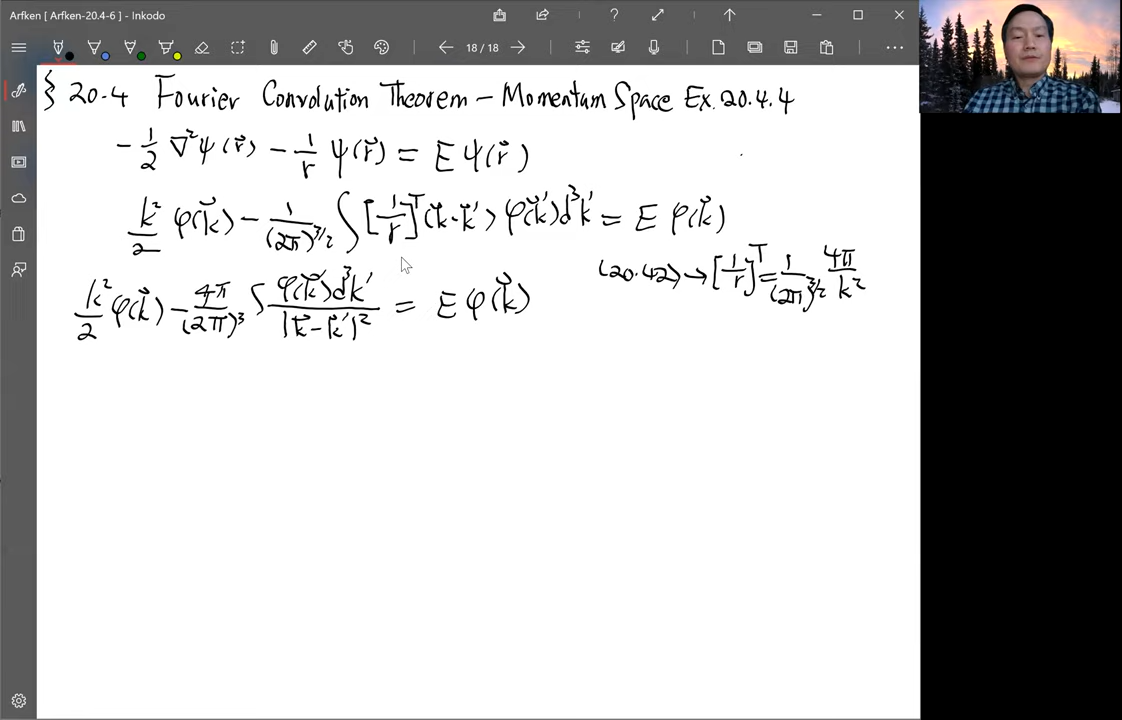 Arfken [ Arfken-20.4-6 ] - Inkodo
18 / 18
§ 20.4 Fourier Convolution Theorem – Momentum Space Ex. 20.4.4
-1/2 ∇²ψ(r⃗) - 1/r ψ(r⃗) = E ψ(r⃗)
k²/2 φ(k⃗) - 1/(2π)^3/2 ∫ [1/r]ᵀ(k⃗-k⃗') φ(k⃗')d³k' = E φ(k⃗)
(20.42) → [1/r]ᵀ = 1/(2π)^3/2 4π/k²
k²/2 φ(k⃗) - 4π/(2π)³ ∫ φ(k⃗')d³k'/|k⃗-k⃗'|² = E φ(k⃗)